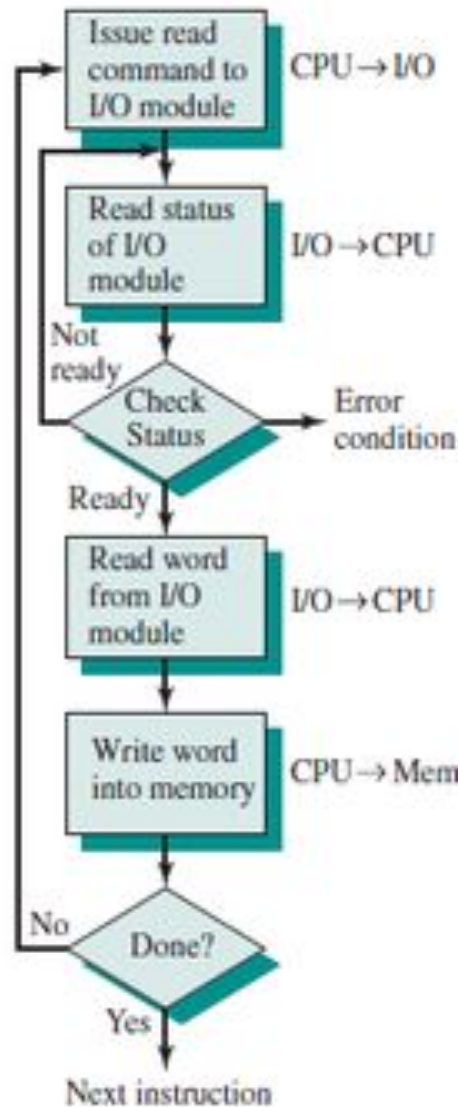 Issue read
command to
I/O module
CPU → I/O
Read status
of I/O
module
I/O → CPU
Not
ready
Check
Status
Error
condition
Ready
Read word
from I/O
module
I/O → CPU
Write word
into memory
CPU → Mem
No
Done?
Yes
Next instruction